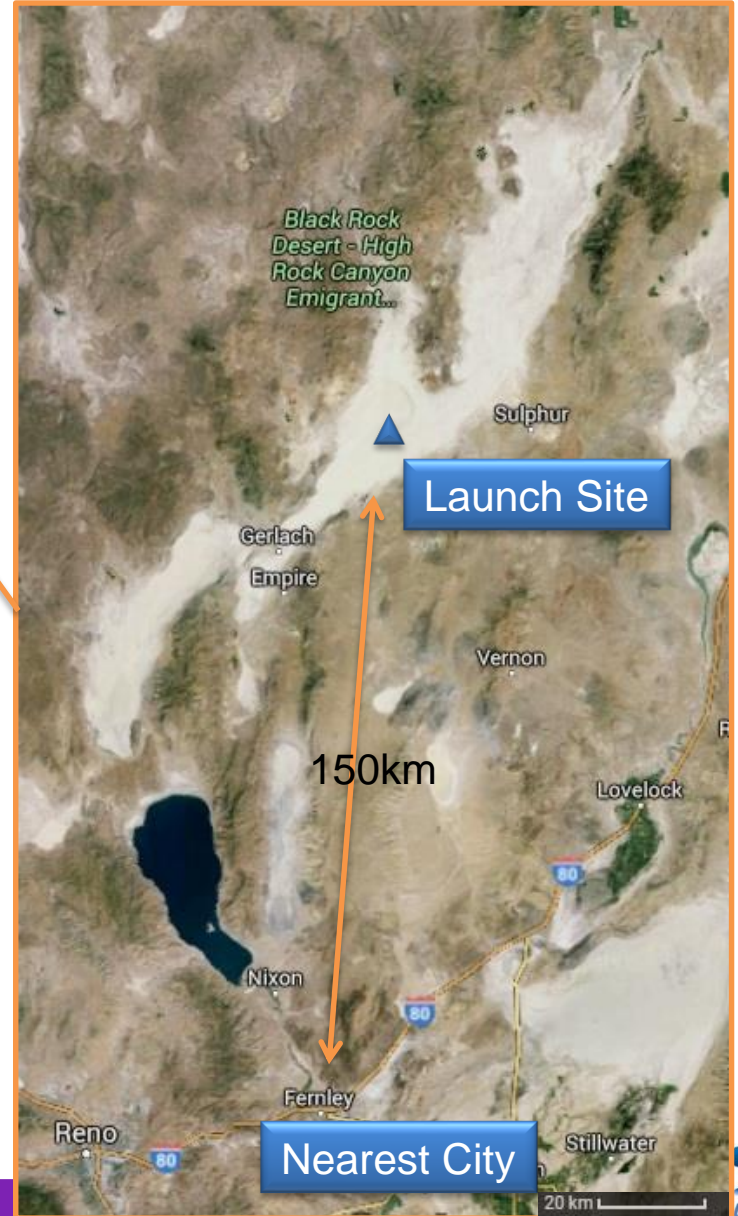 Black Rock
Desert - High
Rock Canyon
Emigrant...
Sulphur
Launch Site
Gerlach
Empire
Vernon
150km
Lovelock
80
Nixon
80
Fernley
Reno
80
Nearest City
Stillwater
20 km